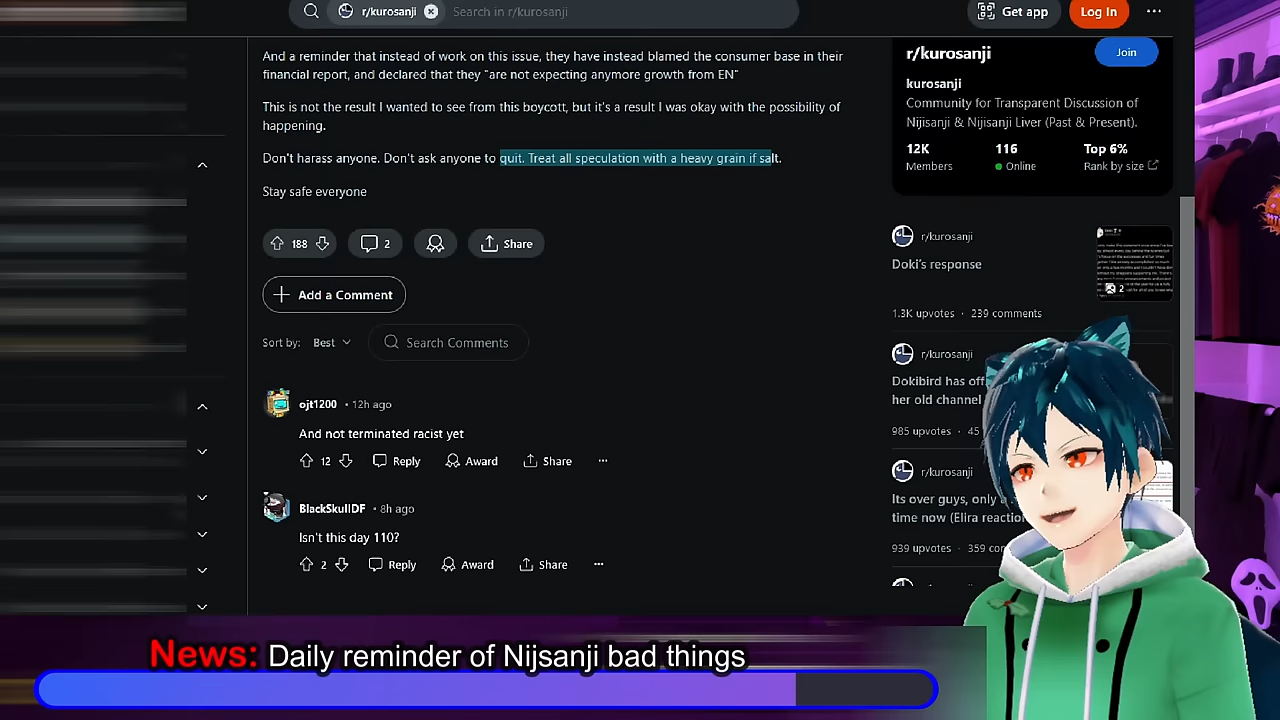 r/kurosanji
Search in r/kurosanji
Get app
Log In
And a reminder that instead of work on this issue, they have instead blamed the consumer base in their
financial report, and declared that they "are not expecting anymore growth from EN"
This is not the result I wanted to see from this boycott, but it's a result I was okay with the possibility of
happening.
Don't harass anyone. Don't ask anyone to quit. Treat all speculation with a heavy grain if salt.
Stay safe everyone
188
2
Share
Add a Comment
Sort by: Best
Search Comments
ojt1200 • 12h ago
And not terminated racist yet
12
Reply
Award
Share
BlackSkullDF • 3h ago
Isn't this day 110?
2
Reply
Award
Share
r/kurosanji
Join
kurosanji
Community for Transparent Discussion of
Nijisanji & Nijisanji Liver (Past & Present).
12K
116
Top 6%
Members
Online
Rank by size
r/kurosanji
Doki's response
2
1.3K upvotes • 239 comments
r/kurosanji
Dokibird has off
her old channel
985 upvotes • 45
r/kurosanji
Its over guys, only a
time now (Elira reaction
939 upvotes • 359 con
News: Daily reminder of Nijsanji bad things